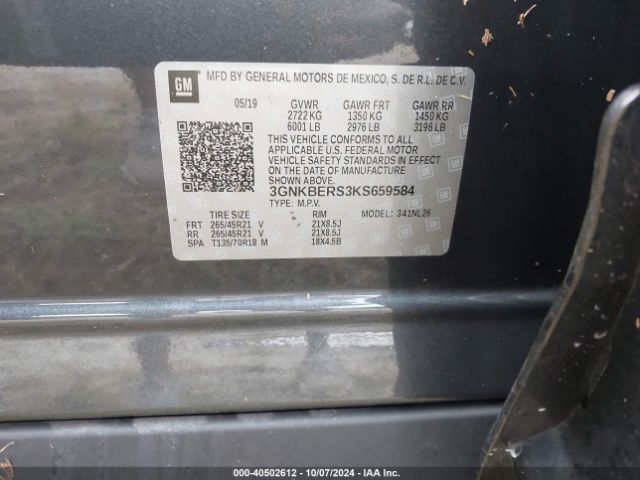 GM MFD BY GENERAL MOTORS DE MEXICO, S. DE R.L. DE C.V.
05/19 GVWR GAWR FRT GAWR RR
2722 KG 1350 KG 1450 KG
6001 LB 2976 LB 3196 LB
THIS VEHICLE CONFORMS TO ALL
APPLICABLE U.S. FEDERAL MOTOR
VEHICLE SAFETY STANDARDS IN EFFECT
ON THE DATE OF MANUFACTURE
SHOWN ABOVE.
3GNKBERS3KS659584
TYPE: M.P.V. MODEL: 341NL26
TIRE SIZE RIM
FRT 265/45R21 V 21X8.5J
RR 265/45R21 V 21X8.5J
SPA T135/70R18 M 18X4.5B
000-40502612 - 10/07/2024 - IAA Inc.